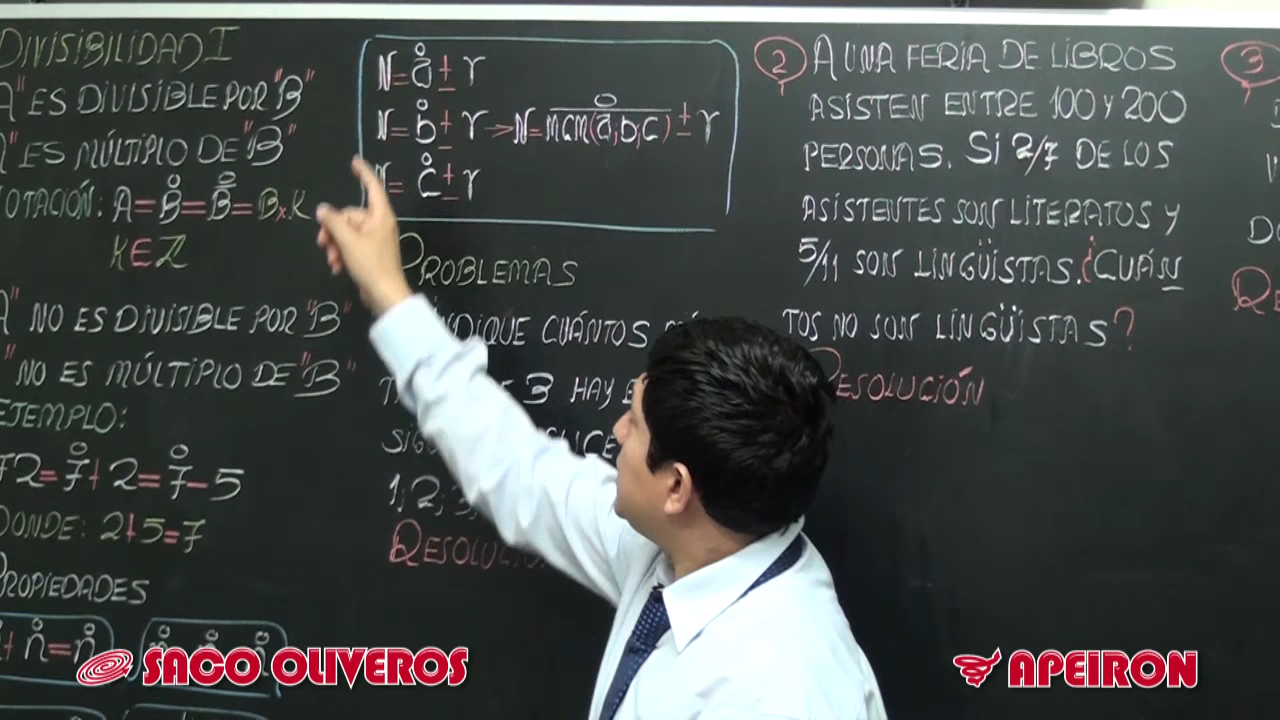 DIVISIBILIDAD I
"A" ES DIVISIBLE POR "B"
"A" ES MÚLTIPLO DE "B"
NOTACIÓN: A = B̊ = B̊ = B x K
K ∈ Z
"A" NO ES DIVISIBLE POR "B"
" NO ES MÚLTIPLO DE "B"
EJEMPLO:
72 = 7̊ + 2 = 7̊ - 5
DONDE: 2 + 5 = 7
PROPIEDADES
+ n̊ = n̊
N = å ± r
N = b̊ ± r → N = MCM(a; b; c) ± r
N = c̊ ± r
PROBLEMAS
INDIQUE CUÁNTOS
3 HAY
1; 2; 3
RESOLUCIÓN
2 A UNA FERIA DE LIBROS
ASISTEN ENTRE 100 Y 200
PERSONAS. SI 2/7 DE LOS
ASISTENTES SON LITERATOS Y
5/11 SON LINGÜISTAS. ¿CUÁN
TOS NO SON LINGÜISTAS?
RESOLUCIÓN
3
SACO OLIVEROS
APEIRON